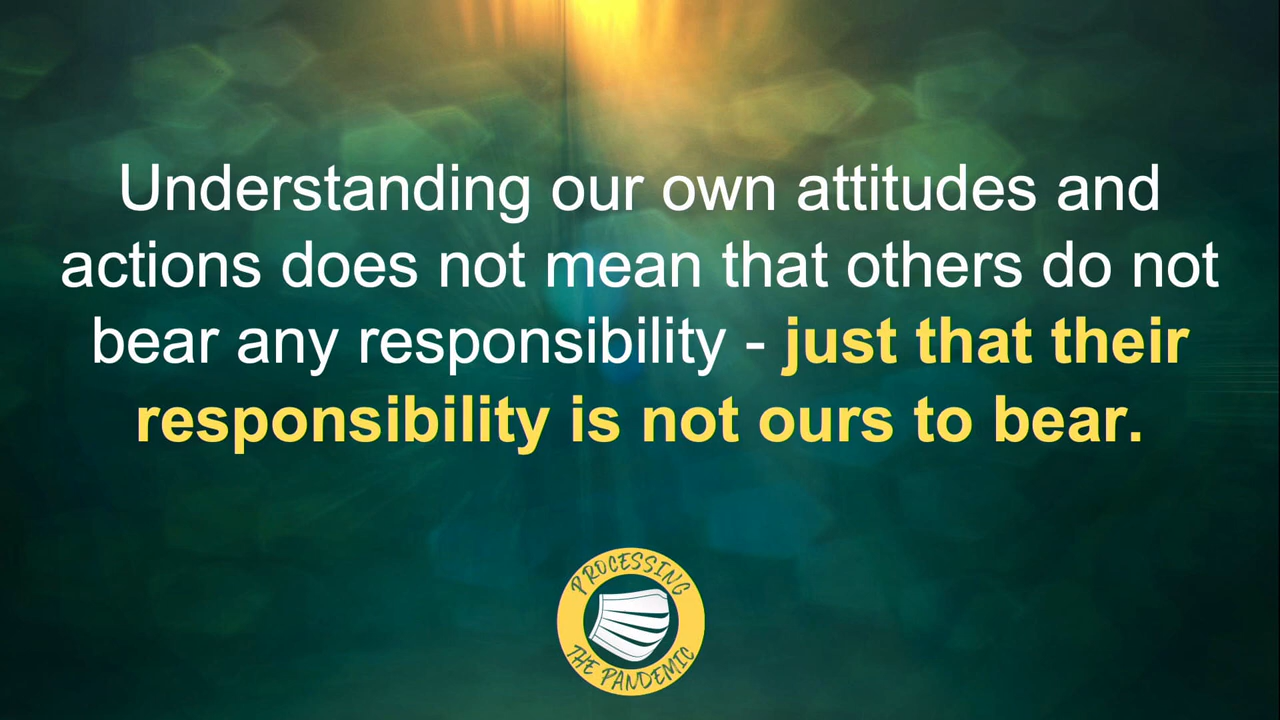 Understanding our own attitudes and
actions does not mean that others do not
bear any responsibility - just that their
responsibility is not ours to bear.
PROCESSING
THE PANDEMIC